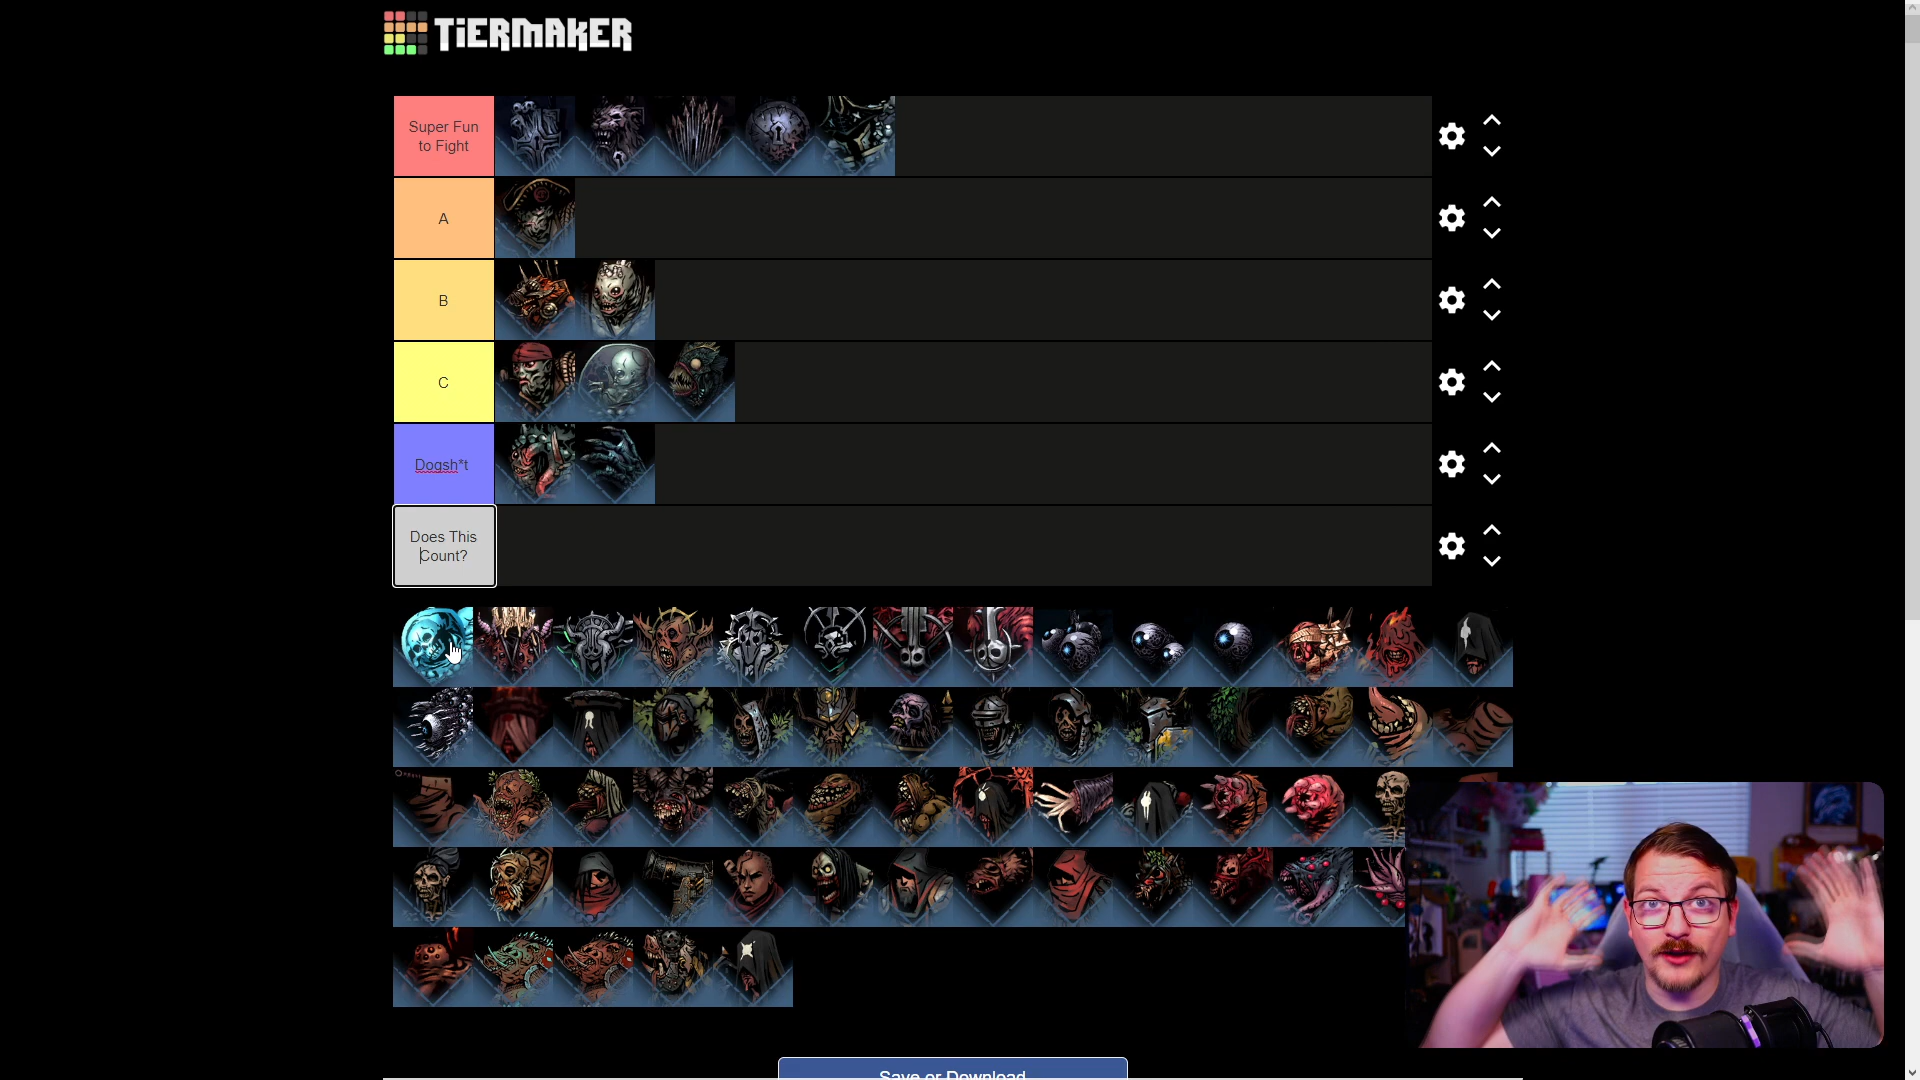 TiERMAKER
Super Fun
to Fight
A
B
C
Dogsh*t
Does This
Count?
Save or Download